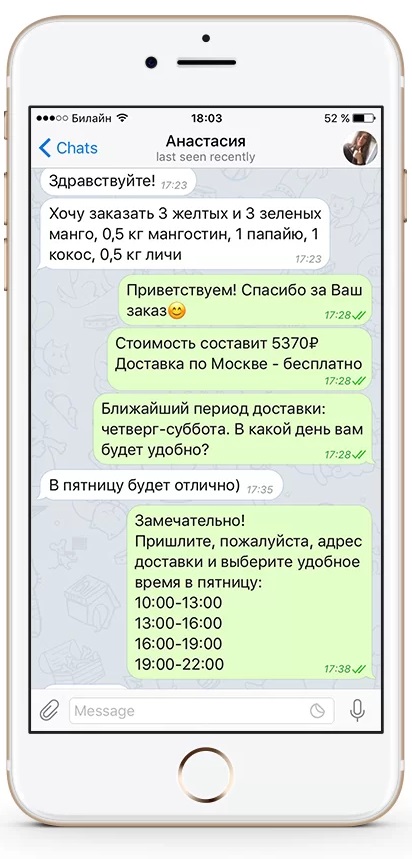 Билайн 18:03 52 %
Chats Анастасия
last seen recently
Здравствуйте! 17:23
Хочу заказать 3 желтых и 3 зеленых
манго, 0,5 кг мангостин, 1 папайю, 1
кокос, 0,5 кг личи 17:23
Приветствуем! Спасибо за Ваш
заказ😊 17:28
Стоимость составит 5370₽
Доставка по Москве - бесплатно
17:28
Ближайший период доставки:
четверг-суббота. В какой день вам
будет удобно? 17:28
В пятницу будет отлично) 17:35
Замечательно!
Пришлите, пожалуйста, адрес
доставки и выберите удобное
время в пятницу:
10:00-13:00
13:00-16:00
16:00-19:00
19:00-22:00 17:38
Message